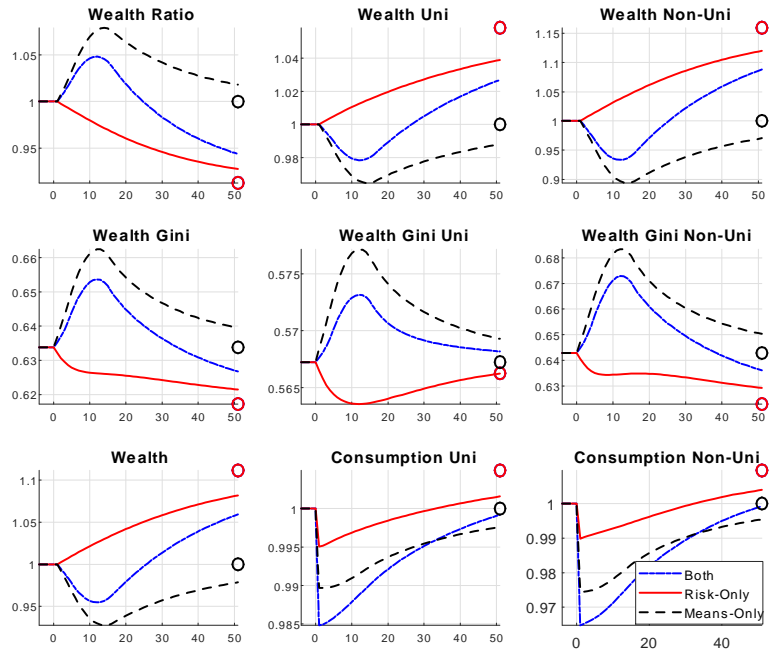 Wealth Ratio
1.05
1
0.95
0 10 20 30 40 50
Wealth Uni
1.04
1
0.98
0 10 20 30 40 50
Wealth Non-Uni
1.15
1.1
1.05
1
0.95
0.9
0 10 20 30 40 50
Wealth Gini
0.66
0.65
0.64
0.63
0.62
0 10 20 30 40 50
Wealth Gini Uni
0.575
0.57
0.565
0 10 20 30 40 50
Wealth Gini Non-Uni
0.68
0.67
0.66
0.65
0.64
0.63
0 10 20 30 40 50
Wealth
1.1
1.05
1
0.95
0 10 20 30 40 50
Consumption Uni
1
0.995
0.99
0.985
0 10 20 30 40 50
Consumption Non-Uni
1
0.99
0.98
0.97
0 20 40
Both
Risk-Only
Means-Only